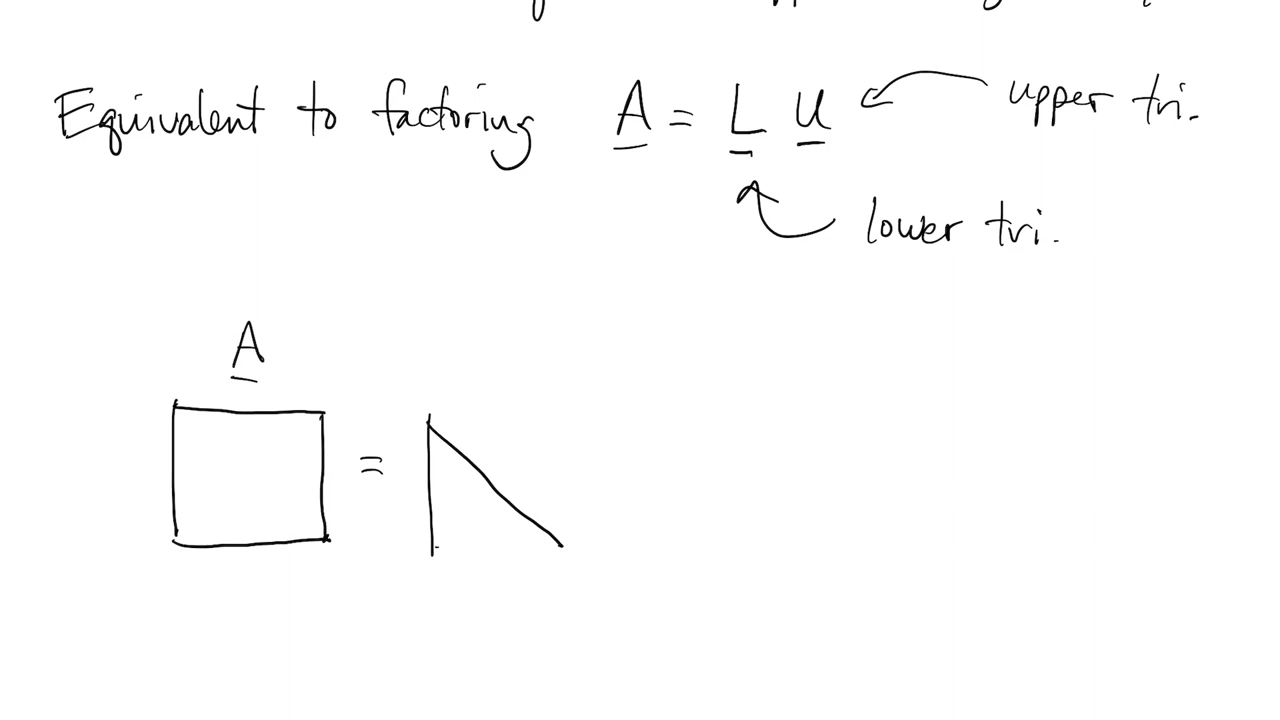 Equivalent to factoring A = L U upper tri.
lower tri.
A
=